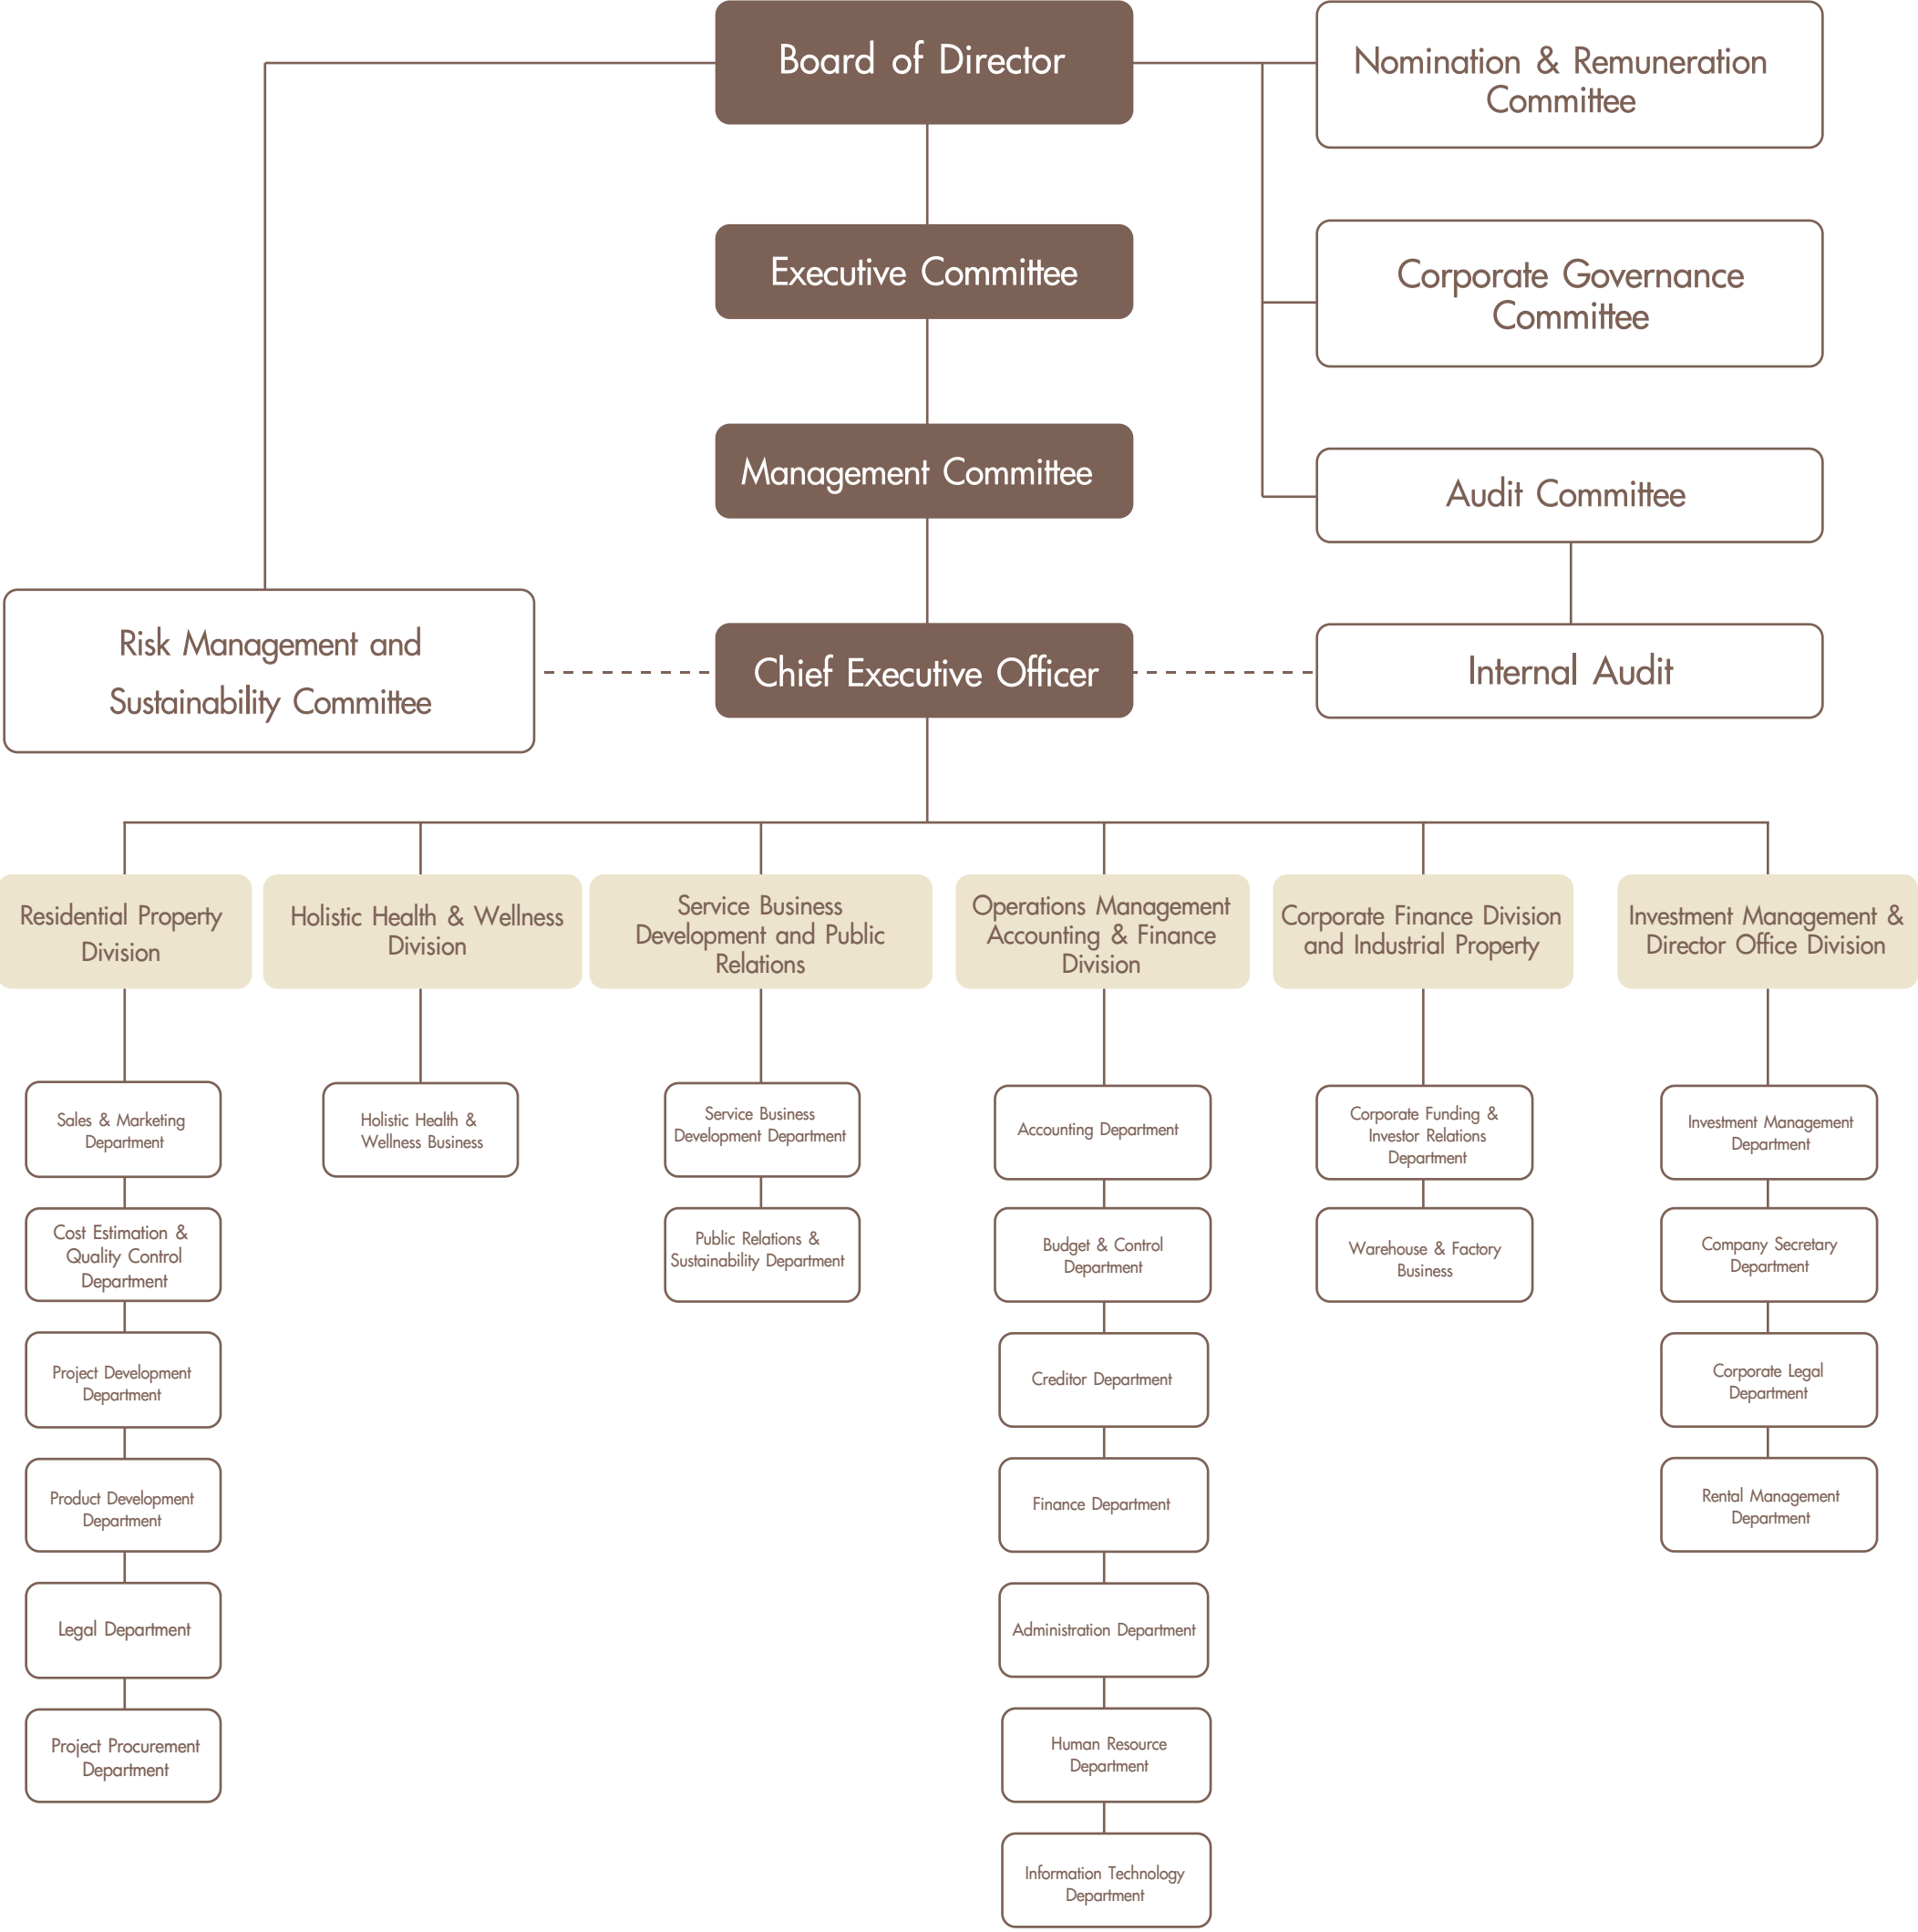 Board of Director
Nomination & Remuneration
Committee
Executive Committee
Corporate Governance
Committee
Management Committee
Audit Committee
Risk Management and
Sustainability Committee
Chief Executive Officer
Internal Audit
Residential Property
Division
Holistic Health & Wellness
Division
Service Business
Development and Public
Relations
Operations Management
Accounting & Finance
Division
Corporate Finance Division
and Industrial Property
Investment Management &
Director Office Division
Sales & Marketing
Department
Cost Estimation &
Quality Control
Department
Project Development
Department
Product Development
Department
Legal Department
Project Procurement
Department
Holistic Health &
Wellness Business
Service Business
Development Department
Public Relations &
Sustainability Department
Accounting Department
Budget & Control
Department
Creditor Department
Finance Department
Administration Department
Human Resource
Department
Information Technology
Department
Corporate Funding &
Investor Relations
Department
Warehouse & Factory
Business
Investment Management
Department
Company Secretary
Department
Corporate Legal
Department
Rental Management
Department